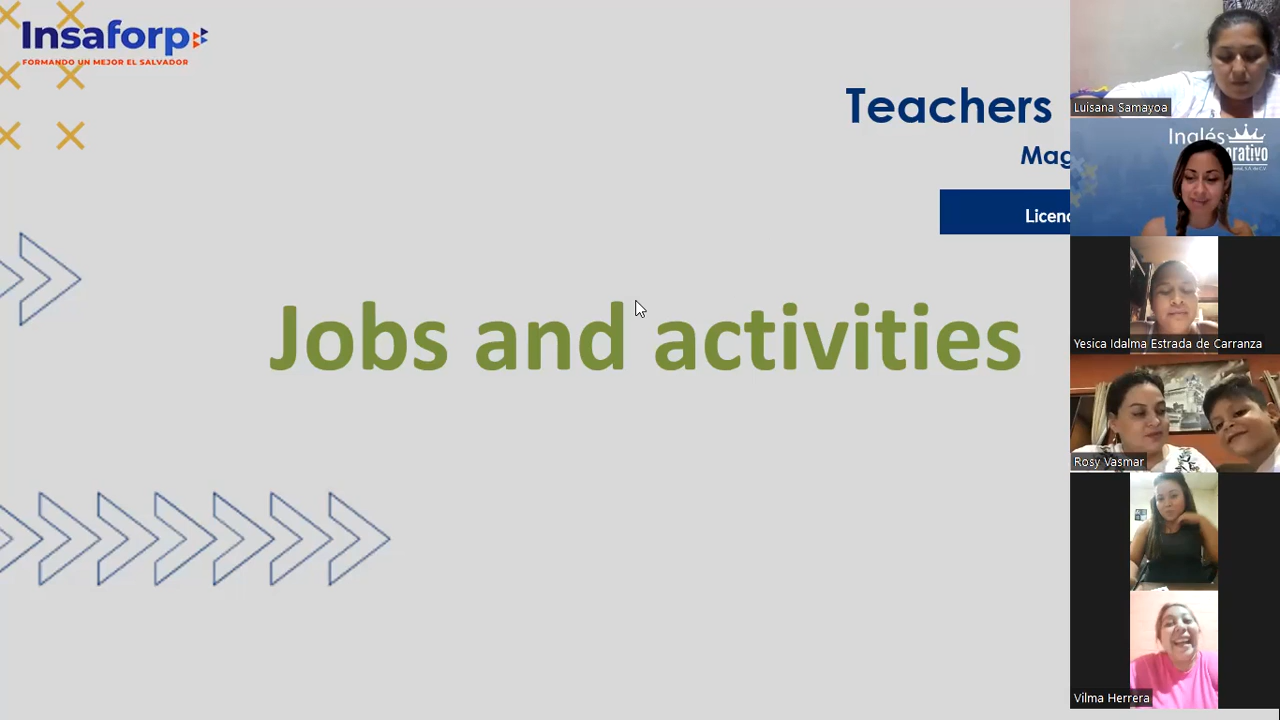 Insaforp
FORMANDO UN MEJOR EL SALVADOR
Teachers
Mag
Licen
Jobs and activities
Luisana Samayoa
Inglés
Yesica Idalma Estrada de Carranza
Rosy Vasmar
Vilma Herrera